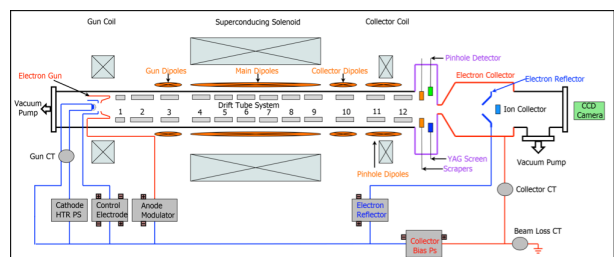 Gun Coil
Superconducing Solenoid
Collector Coil
Pinhole Detector
Electron Gun
Gun Dipoles
Main Dipoles
Collector Dipoles
Electron Collector
Electron Reflector
Vacuum
Pump
Drift Tube System
1 2 3 4 5 6 7 8 9 10 11 12
Ion Collector
CCD
Camera
Gun CT
Pinhole Dipoles
YAG Screen
Scrapers
Vacuum Pump
Collector CT
Cathode
HTR PS
Control
Electrode
Anode
Modulator
Electron
Reflector
Collector
Bias Ps
Beam Loss CT